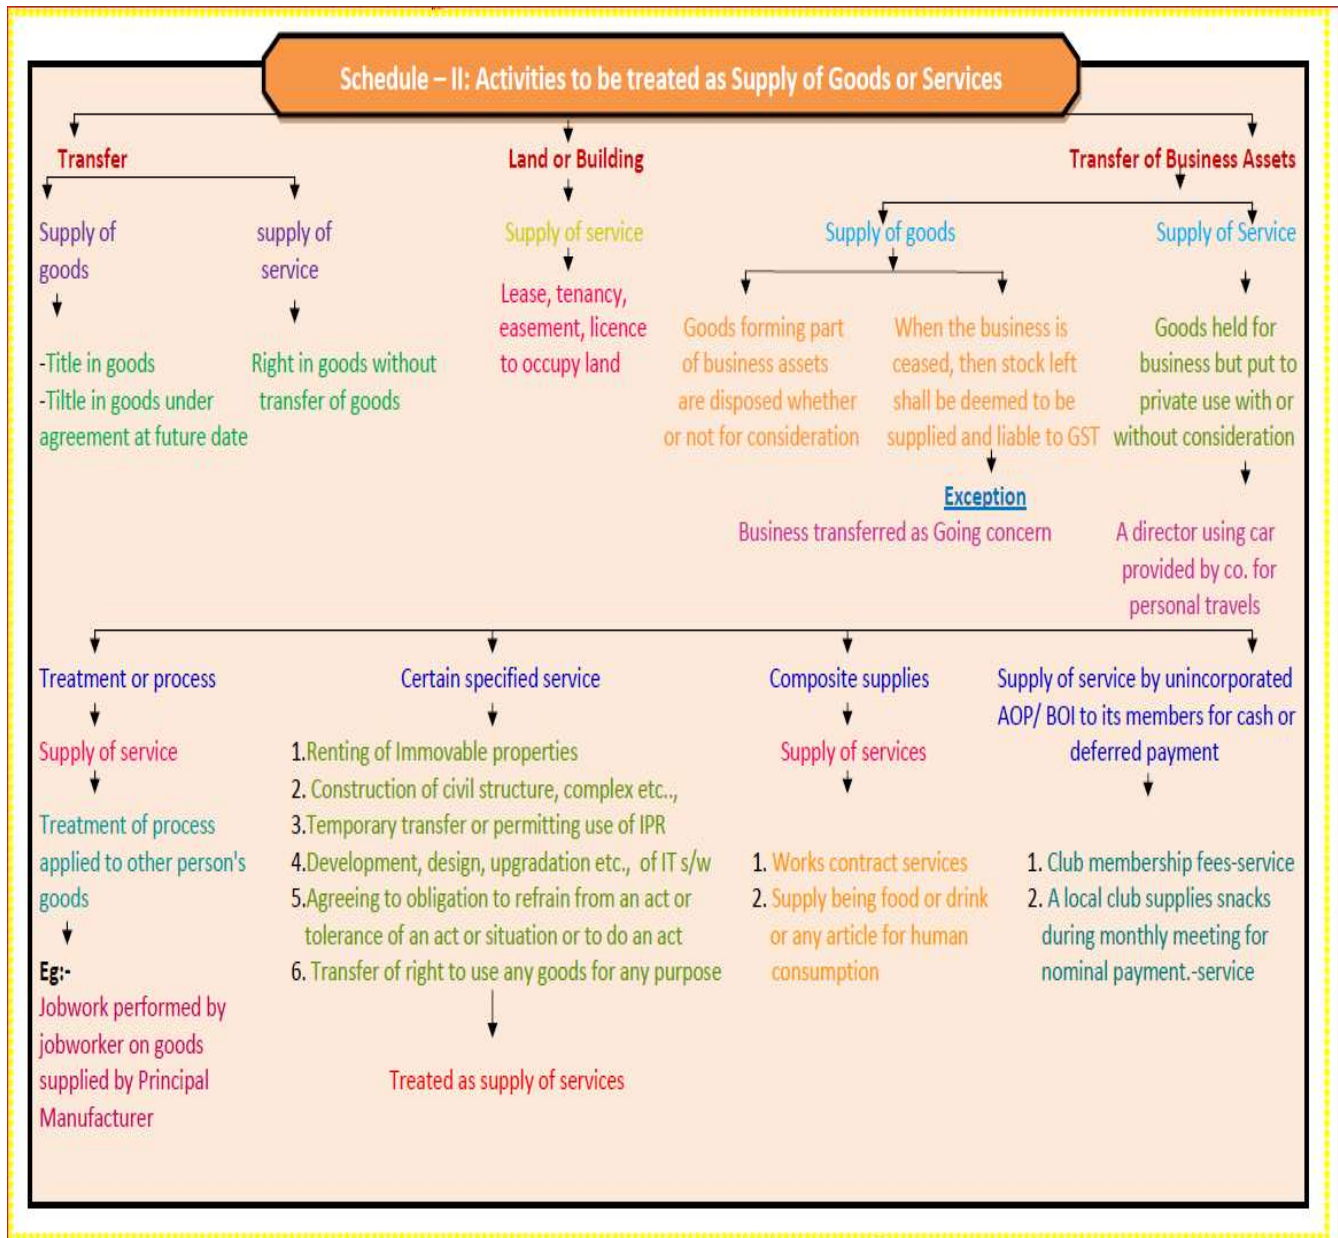 Schedule – II: Activities to be treated as Supply of Goods or Services
Transfer
Supply of
goods
-Title in goods
-Tiltle in goods under
agreement at future date
supply of
service
Right in goods without
transfer of goods
Land or Building
Supply of service
Lease, tenancy,
easement, licence
to occupy land
Transfer of Business Assets
Supply of goods
Goods forming part
of business assets
are disposed whether
or not for consideration
When the business is
ceased, then stock left
shall be deemed to be
supplied and liable to GST
Exception
Business transferred as Going concern
Supply of Service
Goods held for
business but put to
private use with or
without consideration
A director using car
provided by co. for
personal travels
Treatment or process
Supply of service
Treatment of process
applied to other person's
goods
Eg:-
Jobwork performed by
jobworker on goods
supplied by Principal
Manufacturer
Certain specified service
1.Renting of Immovable properties
2. Construction of civil structure, complex etc..,
3.Temporary transfer or permitting use of IPR
4.Development, design, upgradation etc., of IT s/w
5.Agreeing to obligation to refrain from an act or
tolerance of an act or situation or to do an act
6. Transfer of right to use any goods for any purpose
Treated as supply of services
Composite supplies
Supply of services
1. Works contract services
2. Supply being food or drink
or any article for human
consumption
Supply of service by unincorporated
AOP/ BOI to its members for cash or
deferred payment
1. Club membership fees-service
2. A local club supplies snacks
during monthly meeting for
nominal payment.-service